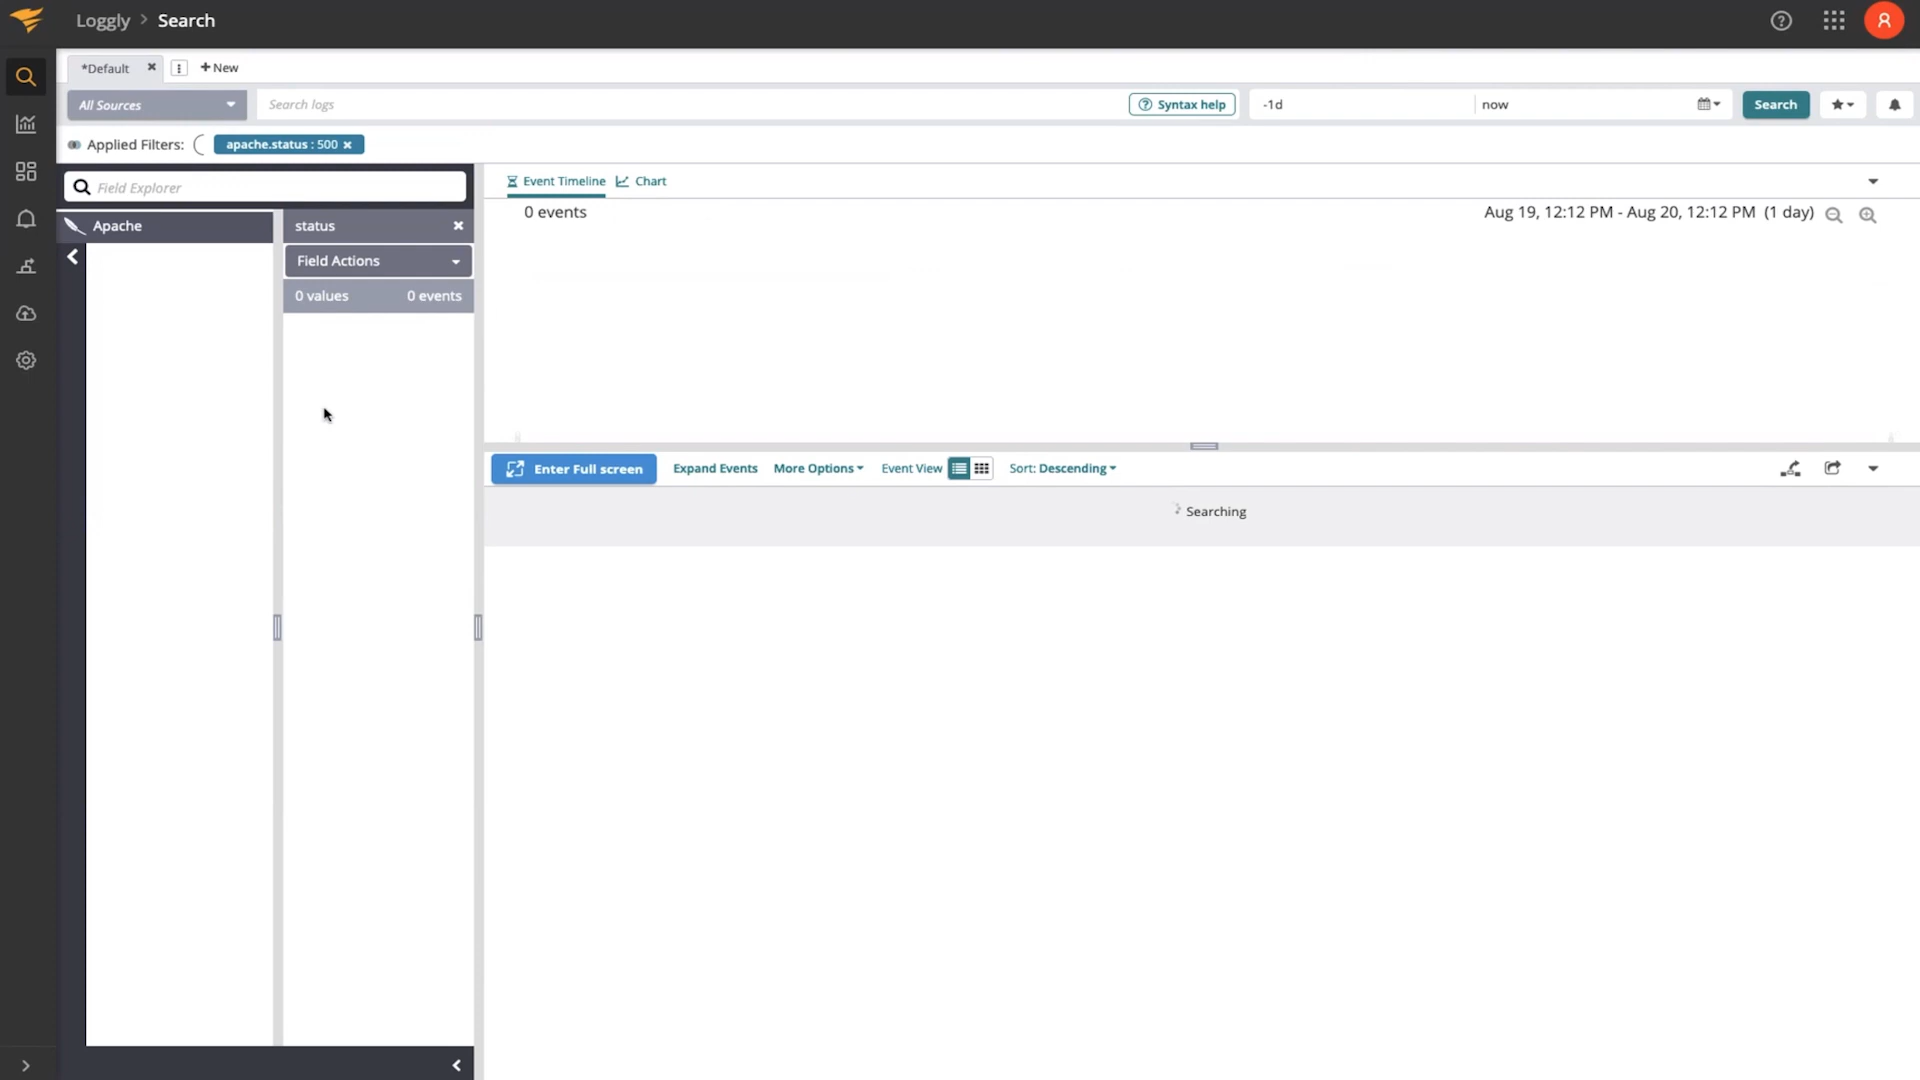 Loggly > Search
*Default
New
All Sources
Search logs
Syntax help
-1d
now
Search
Applied Filters:
apache.status : 500
Field Explorer
Apache
status
Field Actions
0 values 0 events
Event Timeline
Chart
0 events
Aug 19, 12:12 PM - Aug 20, 12:12 PM (1 day)
Enter Full screen
Expand Events
More Options
Event View
Sort: Descending
Searching